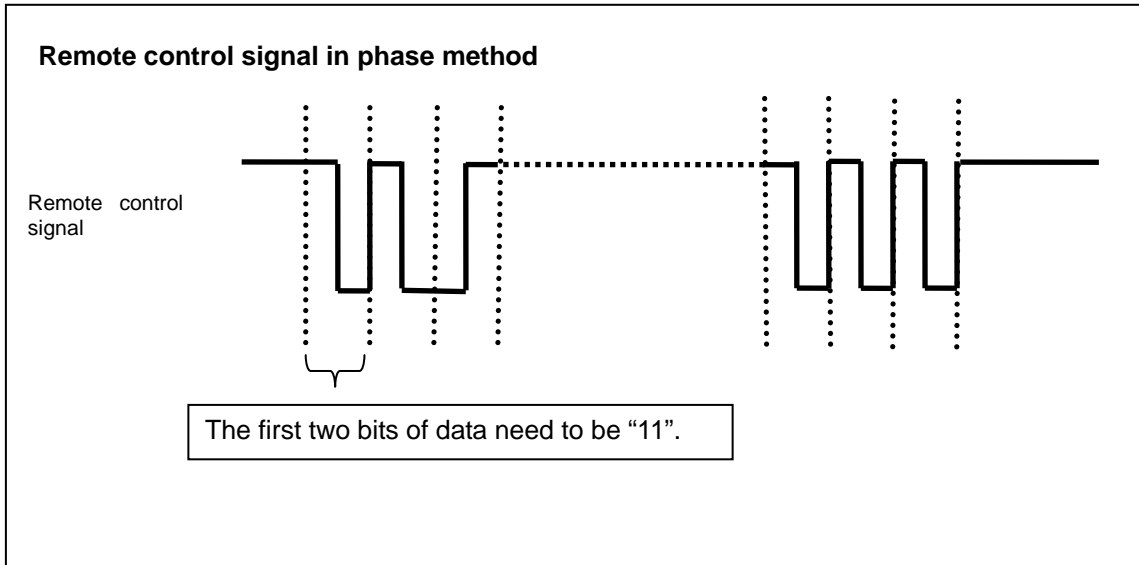 Remote control signal in phase method
Remote control
signal
The first two bits of data need to be “11”.